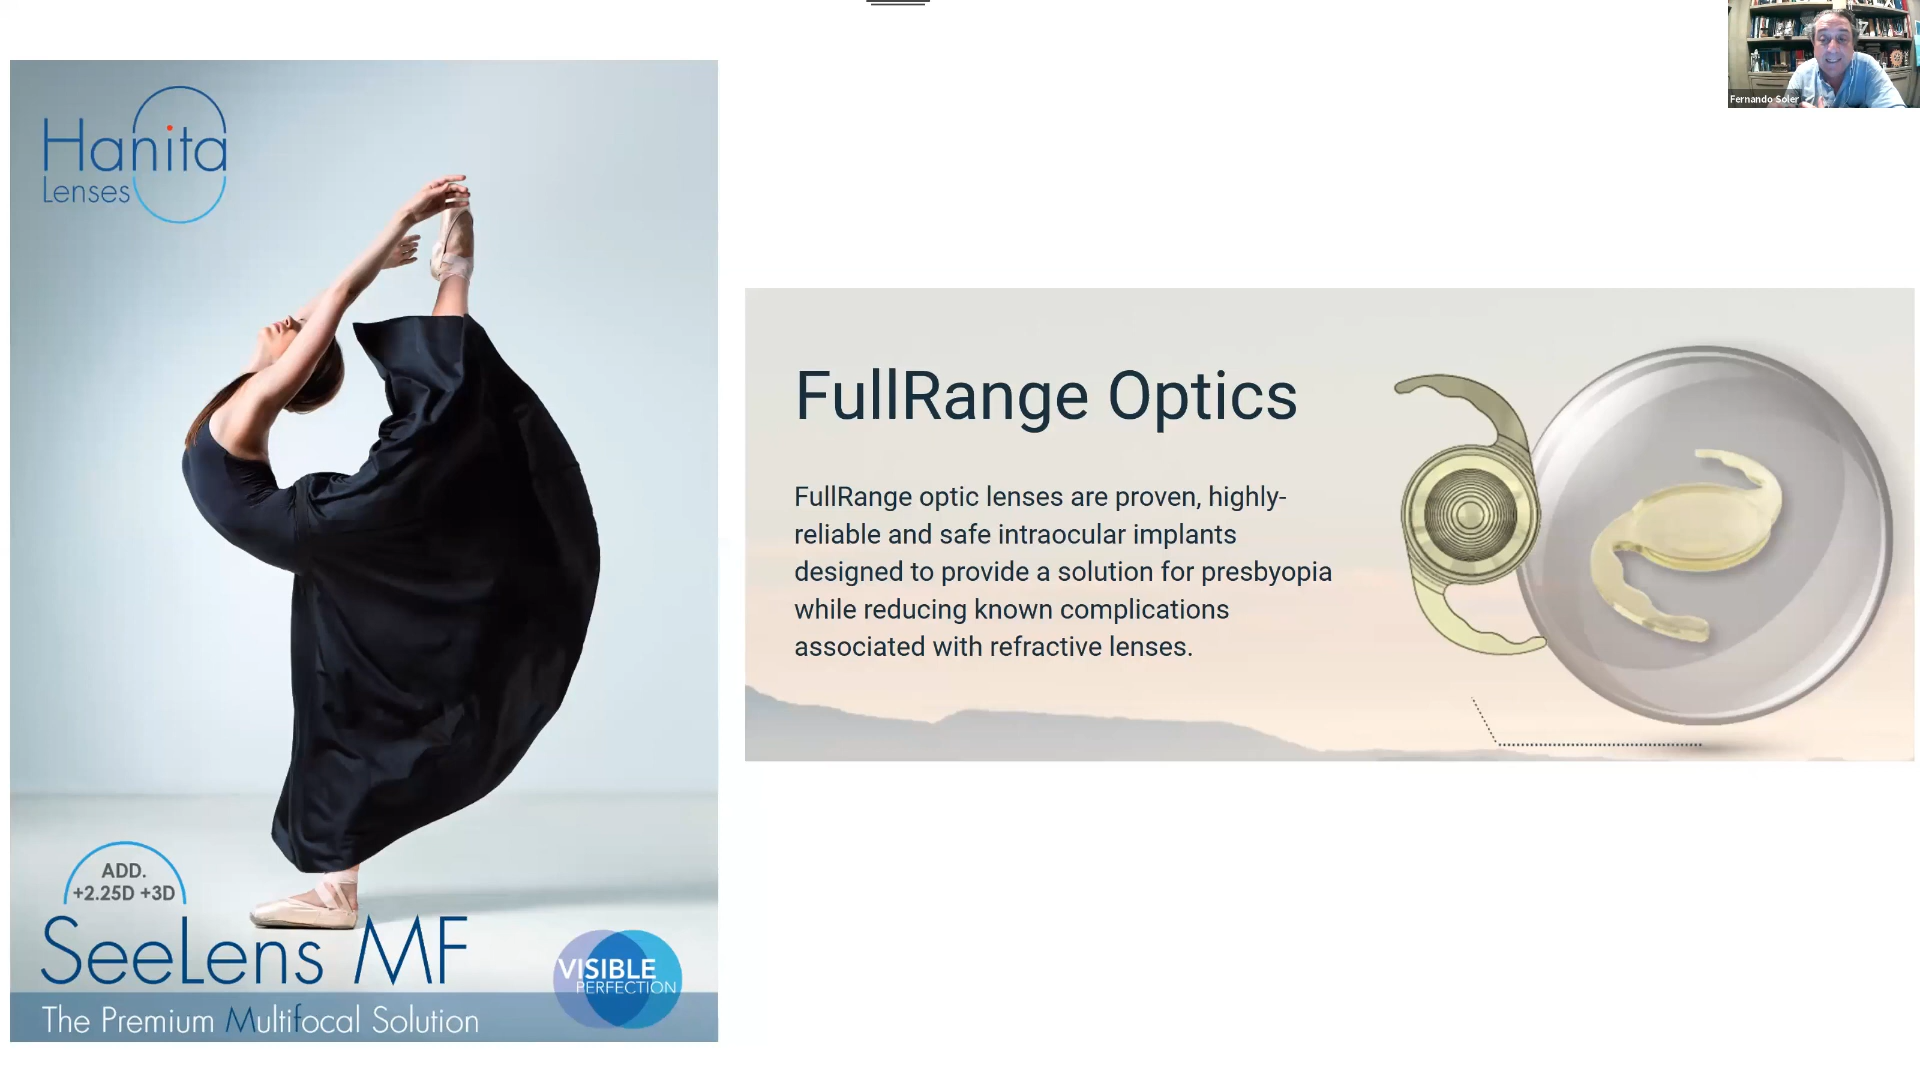 Fernando Soler
Hanita
Lenses
FullRange Optics
FullRange optic lenses are proven, highly-
reliable and safe intraocular implants
designed to provide a solution for presbyopia
while reducing known complications
associated with refractive lenses.
ADD.
+2.25D +3D
SeeLens MF
VISIBLE
PERFECTION
The Premium Multifocal Solution